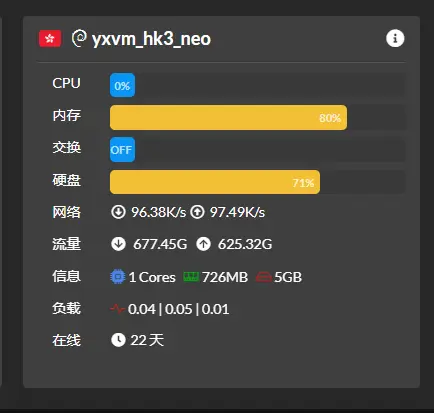 yxvm_hk3_neo
CPU 0%
内存 80%
交换 OFF
硬盘 71%
网络 96.38K/s 97.49K/s
流量 677.45G 625.32G
信息 1 Cores 726MB 5GB
负载 0.04 | 0.05 | 0.01
在线 22 天